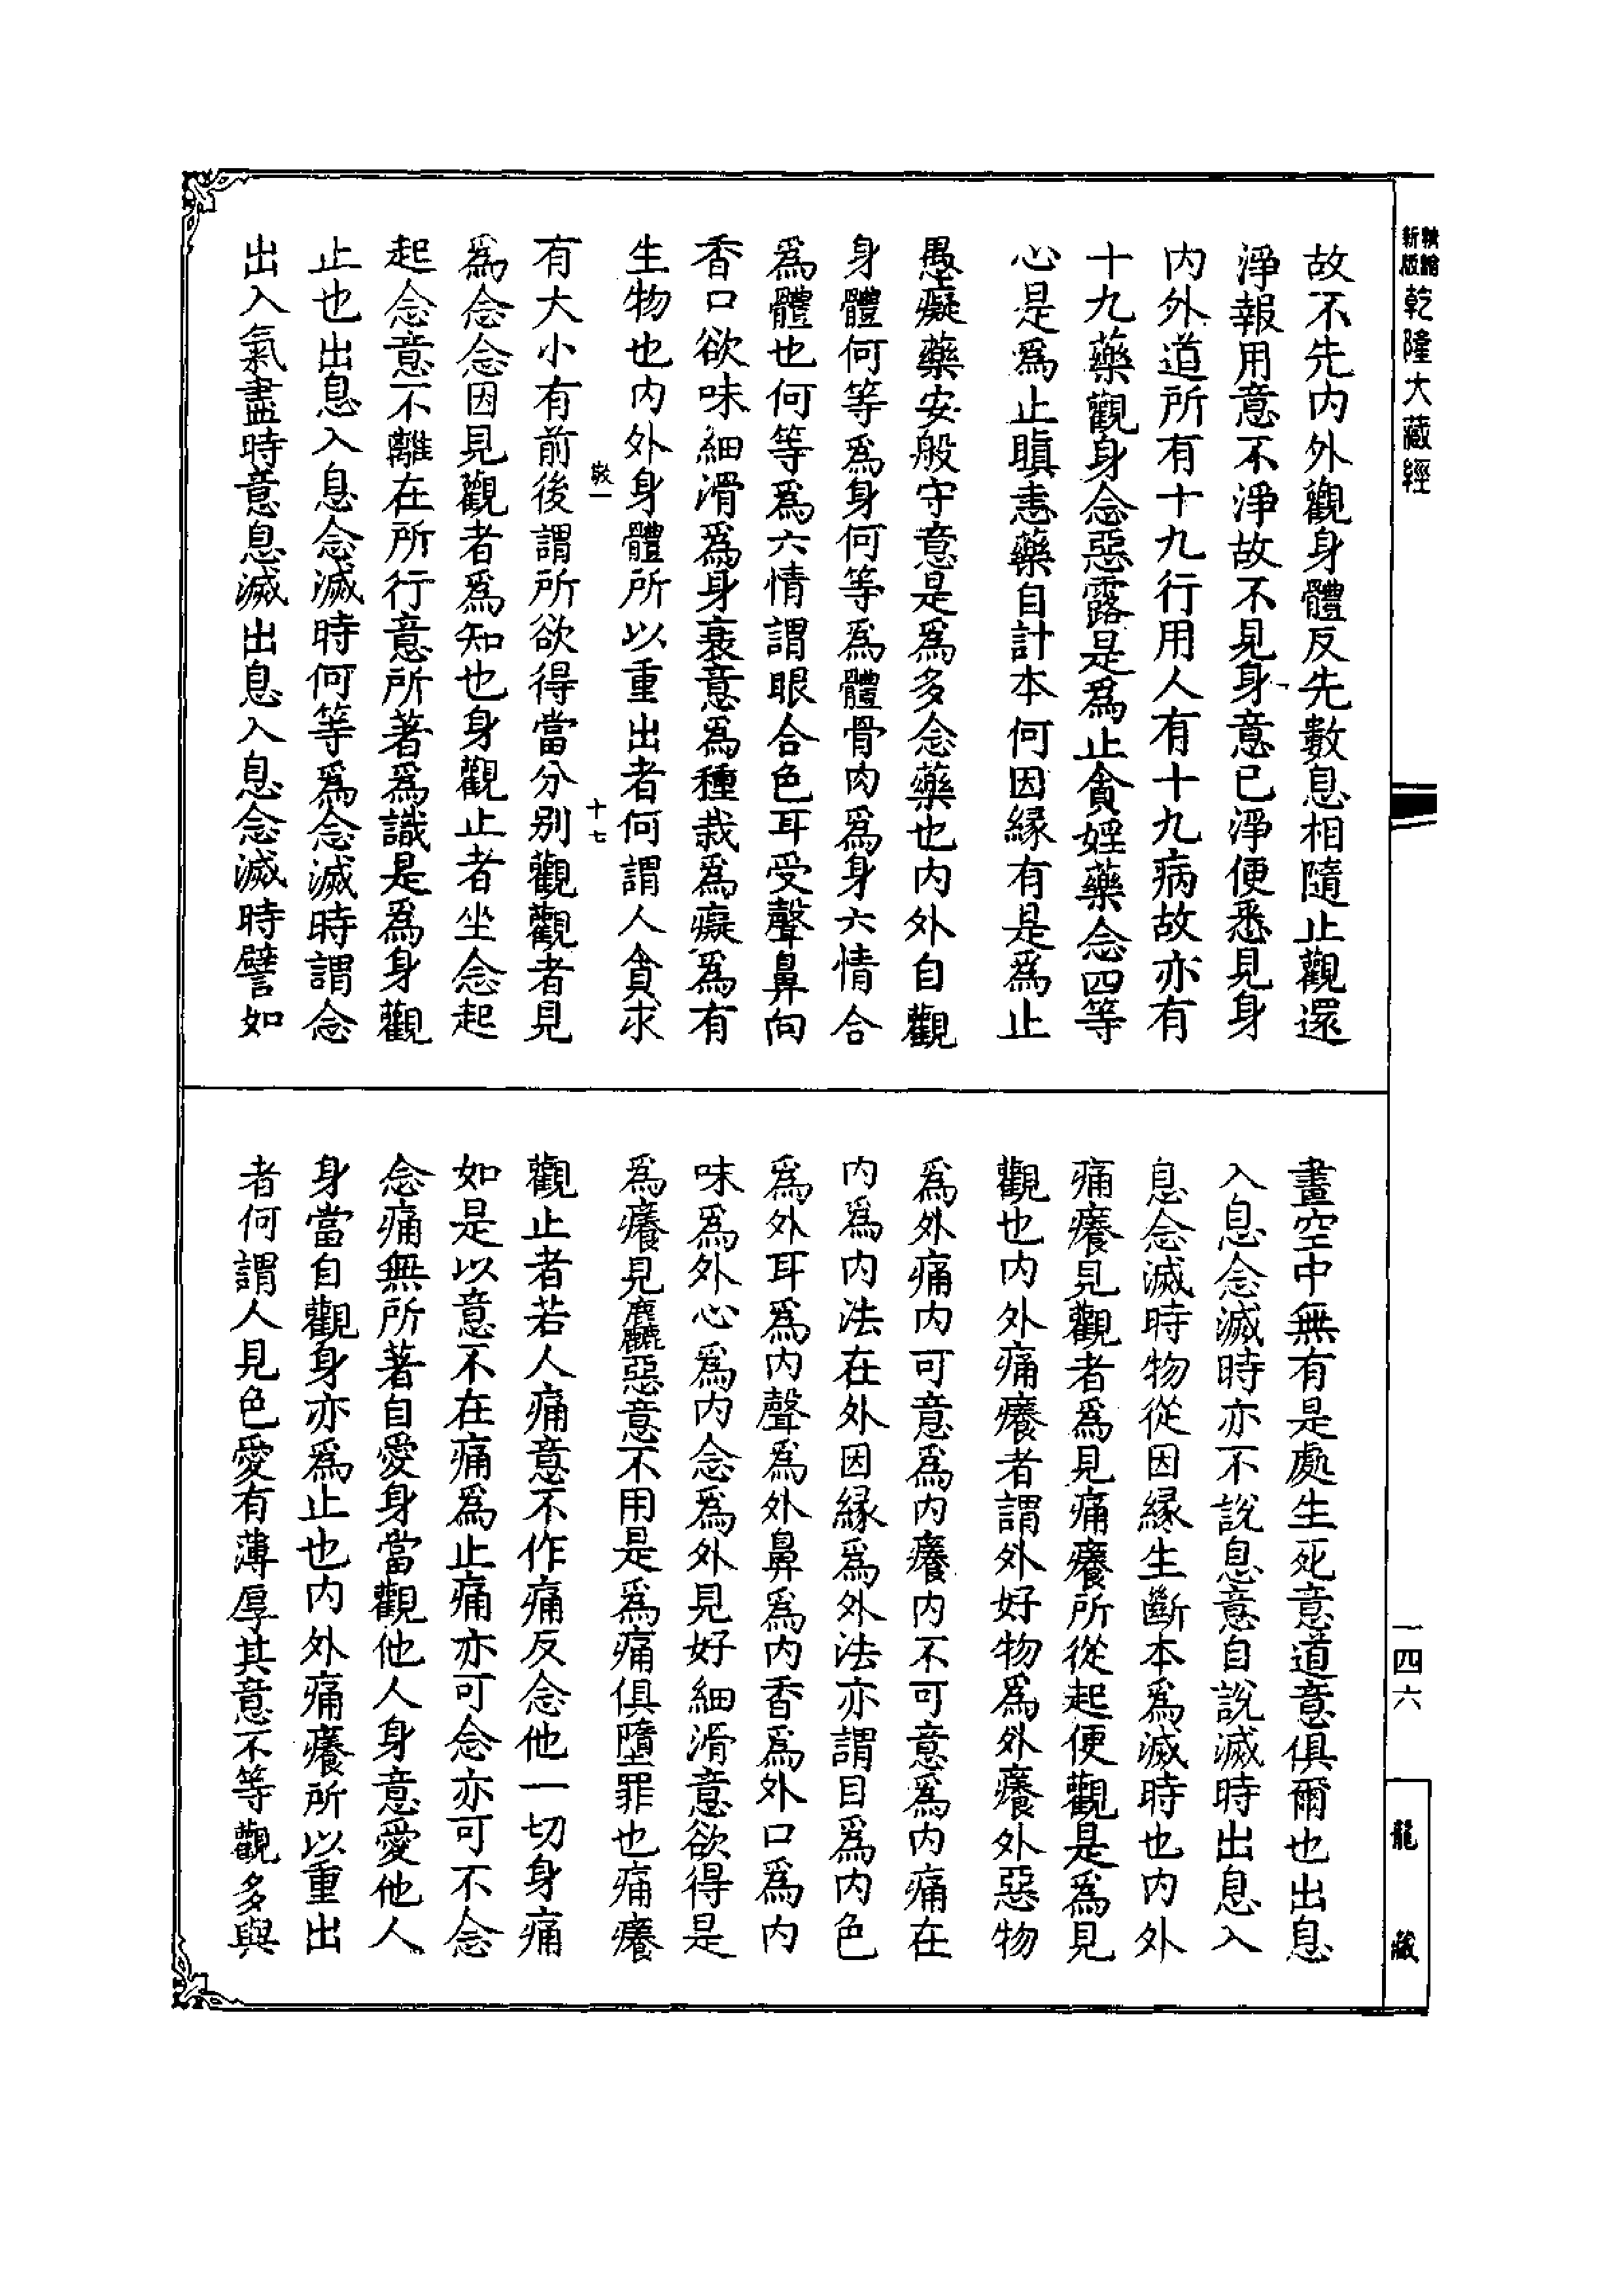 新版
乾隆大藏經
故不先內外觀身體反先數息相隨止觀還
淨報用意不淨故不見身意已淨便悉見身
內外道所有十九行用人有十九病故亦有
十九藥觀身念惡露是爲止貪婬藥念四等
心是爲止瞋恚藥自計本何因緣有是爲止
愚癡藥安般守意是爲多念藥也內外自觀
身體何等爲身何等爲體骨肉爲身六情合
爲體也何等爲六情謂眼合色耳受聲鼻向
香口欲味細滑爲身衰意爲種栽爲癡爲有
生物也內外身體所以重出者何謂人貪求
十七
有大小有前後謂所欲得當分別觀觀者見
爲念念因見觀者爲知也身觀止者坐念起
起念意不離在所行意所著爲識是爲身觀
止也出息入息念滅時何等爲念滅時謂念
出入氣盡時意息滅出息入息念滅時譬如
畫空中無有是處生死意道意俱爾也出息
入息念滅時亦不說息意自說滅時出息入
息念滅時物從因緣生斷本爲滅時也內外
痛癢見觀者爲見痛癢所從起便觀是爲見
觀也內外痛癢者謂外好物爲外癢外惡物
爲外痛內可意爲內癢內不可意爲內痛在
內爲內法在外因緣爲外法亦謂目爲內色
爲外耳爲內聲爲外鼻爲內香爲外口爲內
味爲外心爲內念爲外見好細滑意欲得是
爲癢見麤惡意不用是爲痛俱墮罪也痛癢
觀止者若人痛意不作痛反念他一切身痛
如是以意不在痛爲止痛亦可念亦可不念
念痛無所著自愛身當觀他人身意愛他人
身當自觀身亦爲止也內外痛癢所以重出
者何謂人見色愛有薄厚其意不等觀多與
一四六
龍藏